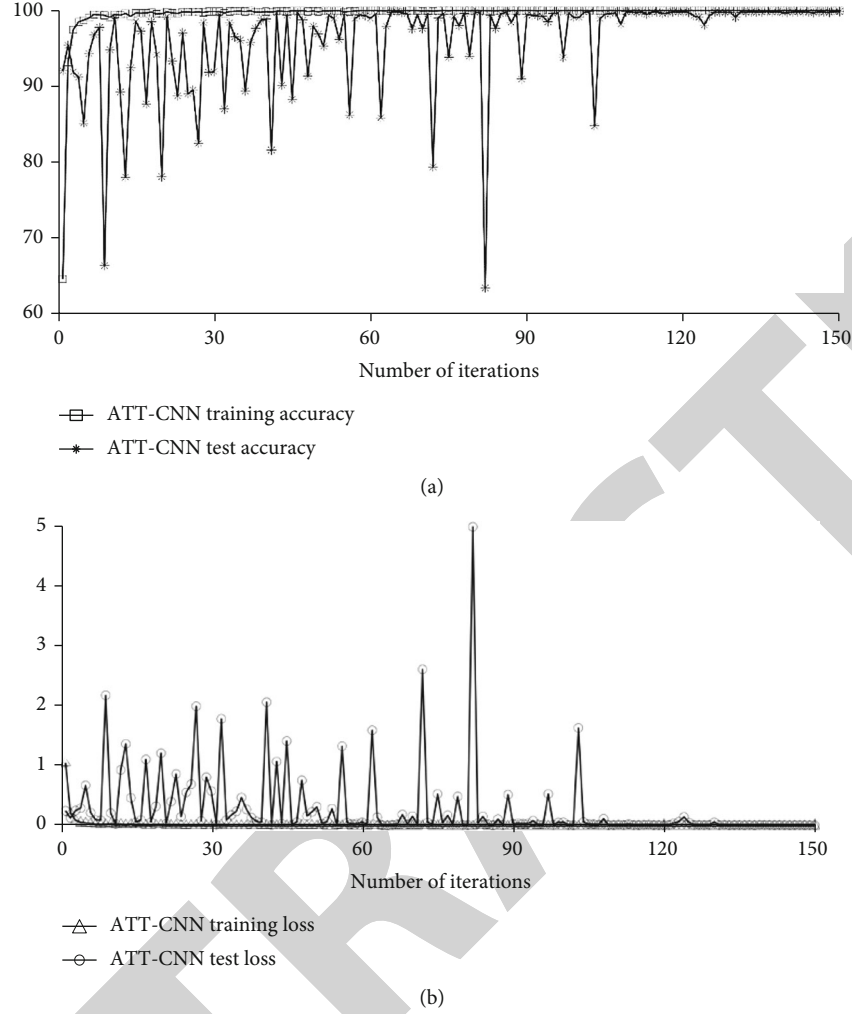 100
90
80
70
60
0 30 60 90 120 150
Number of iterations
ATT-CNN training accuracy
ATT-CNN test accuracy
(a)
5
4
3
2
1
0
0 30 60 90 120 150
Number of iterations
ATT-CNN training loss
ATT-CNN test loss
(b)